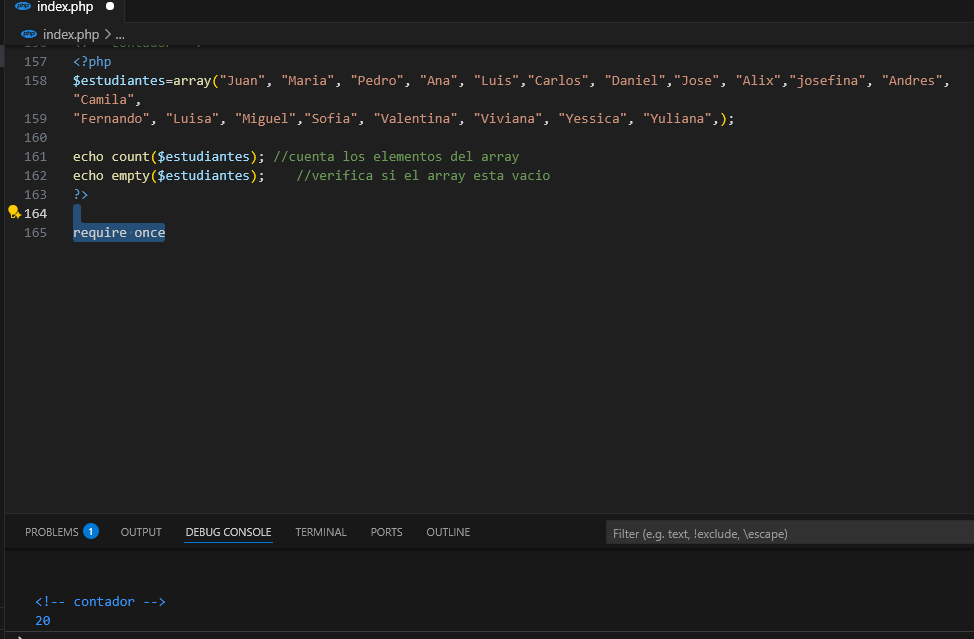 index.php
index.php > ...
157 <?php
158 $estudiantes=array("Juan", "Maria", "Pedro", "Ana", "Luis","Carlos", "Daniel","Jose", "Alix","josefina", "Andres",
"Camila",
159 "Fernando", "Luisa", "Miguel","Sofia", "Valentina", "Viviana", "Yessica", "Yuliana",);
160
161 echo count($estudiantes); //cuenta los elementos del array
162 echo empty($estudiantes); //verifica si el array esta vacio
163 ?>
164
165 require once
PROBLEMS 1 OUTPUT DEBUG CONSOLE TERMINAL PORTS OUTLINE Filter (e.g. text, !exclude, \escape)
<!-- contador -->
20